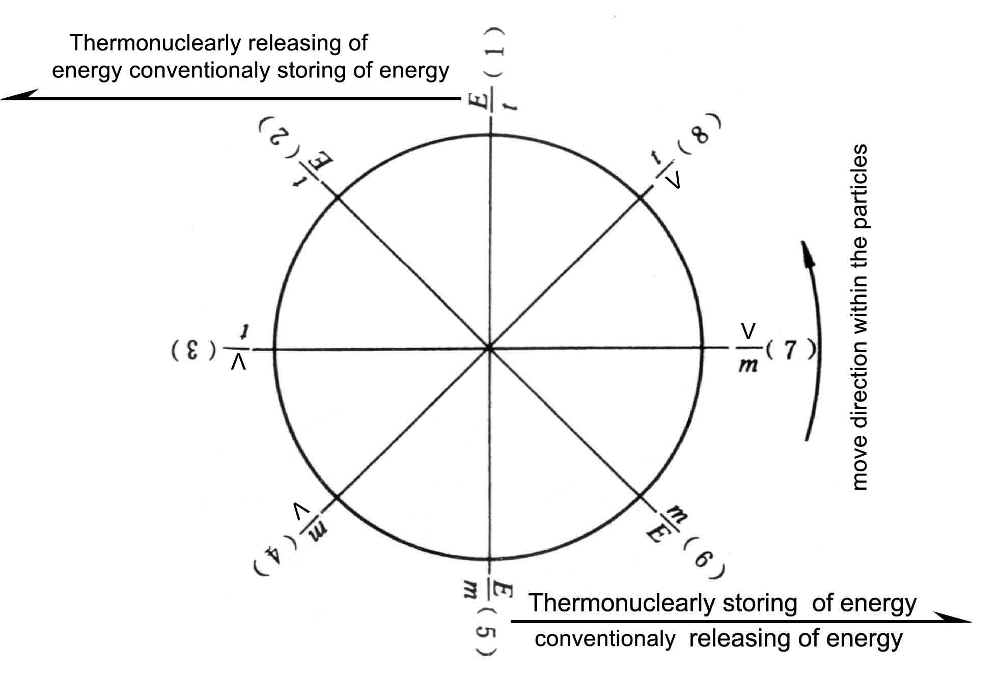 Thermonuclearly releasing of
energy conventionaly storing of energy
E/t (1)
t/E (2)
t/V (8)
V/t (3)
V/m (7)
move direction within the particles
m/V (4)
m/E (6)
E/m (5)
Thermonuclearly storing of energy
conventionaly releasing of energy